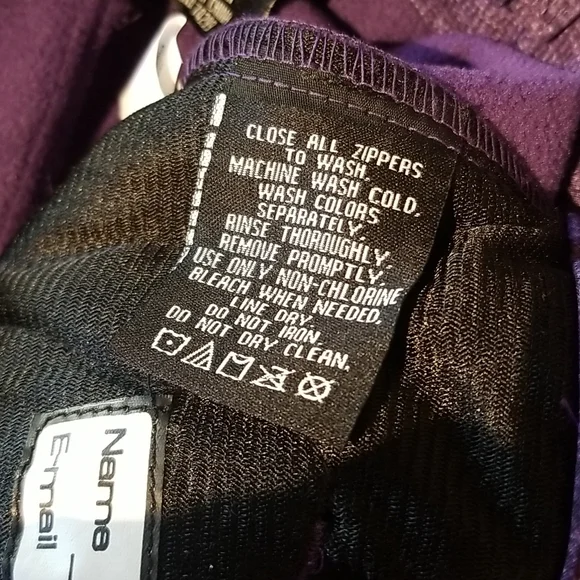 CLOSE ALL ZIPPERS
TO WASH.
MACHINE WASH COLD.
WASH COLORS
SEPARATELY.
RINSE THOROUGHLY.
REMOVE PROMPTLY.
USE ONLY NON-CHLORINE
BLEACH WHEN NEEDED.
LINE DRY.
DO NOT IRON.
DO NOT DRY CLEAN.
Name
E-mail